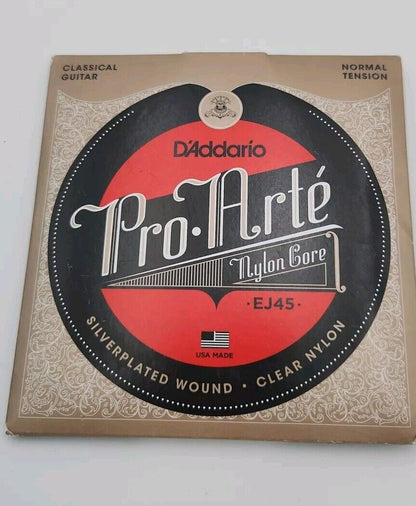 CLASSICAL
GUITAR
NORMAL
TENSION
D'Addario
Pro·Arté
Nylon Core
·EJ45·
USA MADE
SILVERPLATED WOUND · CLEAR NYLON